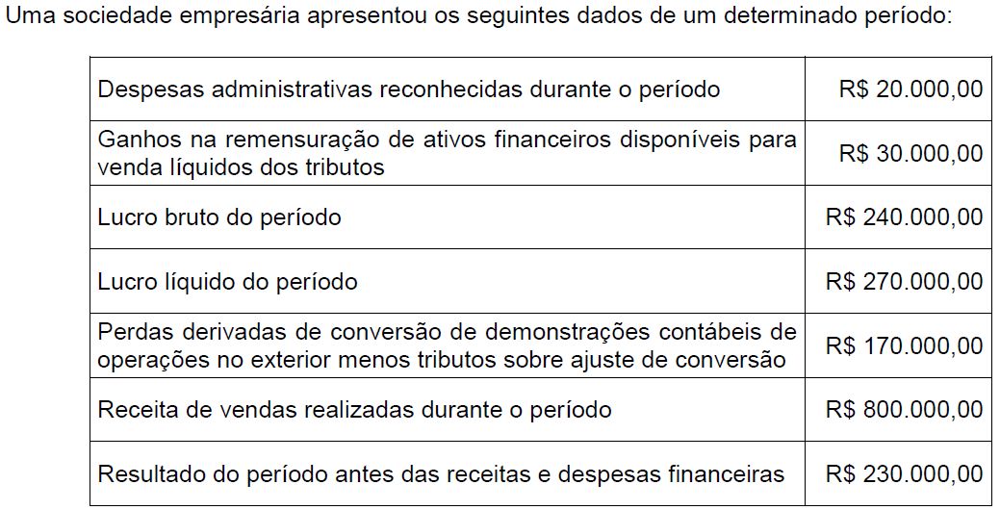 Uma sociedade empresária apresentou os seguintes dados de um determinado período:
Despesas administrativas reconhecidas durante o período R$ 20.000,00
Ganhos na remensuração de ativos financeiros disponíveis para
venda líquidos dos tributos R$ 30.000,00
Lucro bruto do período R$ 240.000,00
Lucro líquido do período R$ 270.000,00
Perdas derivadas de conversão de demonstrações contábeis de
operações no exterior menos tributos sobre ajuste de conversão R$ 170.000,00
Receita de vendas realizadas durante o período R$ 800.000,00
Resultado do período antes das receitas e despesas financeiras R$ 230.000,00